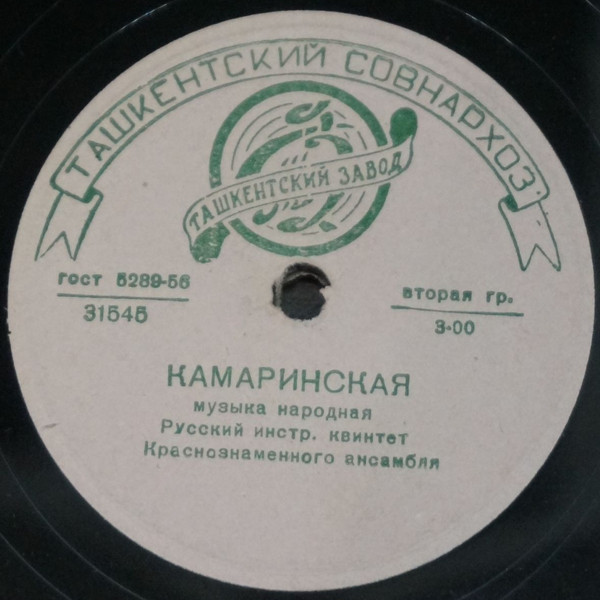 ТАШКЕНТСКИЙ СОВНАРХОЗ
ТАШКЕНТСКИЙ ЗАВОД
гост 5289-56
31545
вторая гр.
3-00
КАМАРИНСКАЯ
музыка народная
Русский инстр. квинтет
Краснознаменного ансамбля